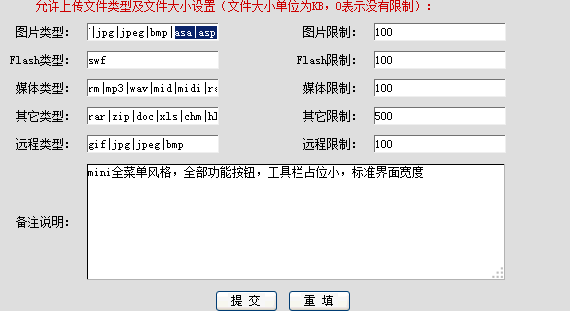 允许上传文件类型及文件大小设置（文件大小单位为KB，0表示没有限制）：
图片类型： |jpg|jpeg|bmp|asa|asp 图片限制： 100
Flash类型： swf Flash限制： 100
媒体类型： rm|mp3|wav|mid|midi|ra 媒体限制： 100
其它类型： rar|zip|doc|xls|chm|hl 其它限制： 500
远程类型： gif|jpg|jpeg|bmp 远程限制： 100
备注说明： mini全菜单风格，全部功能按钮，工具栏占位小，标准界面宽度
提 交 重 填